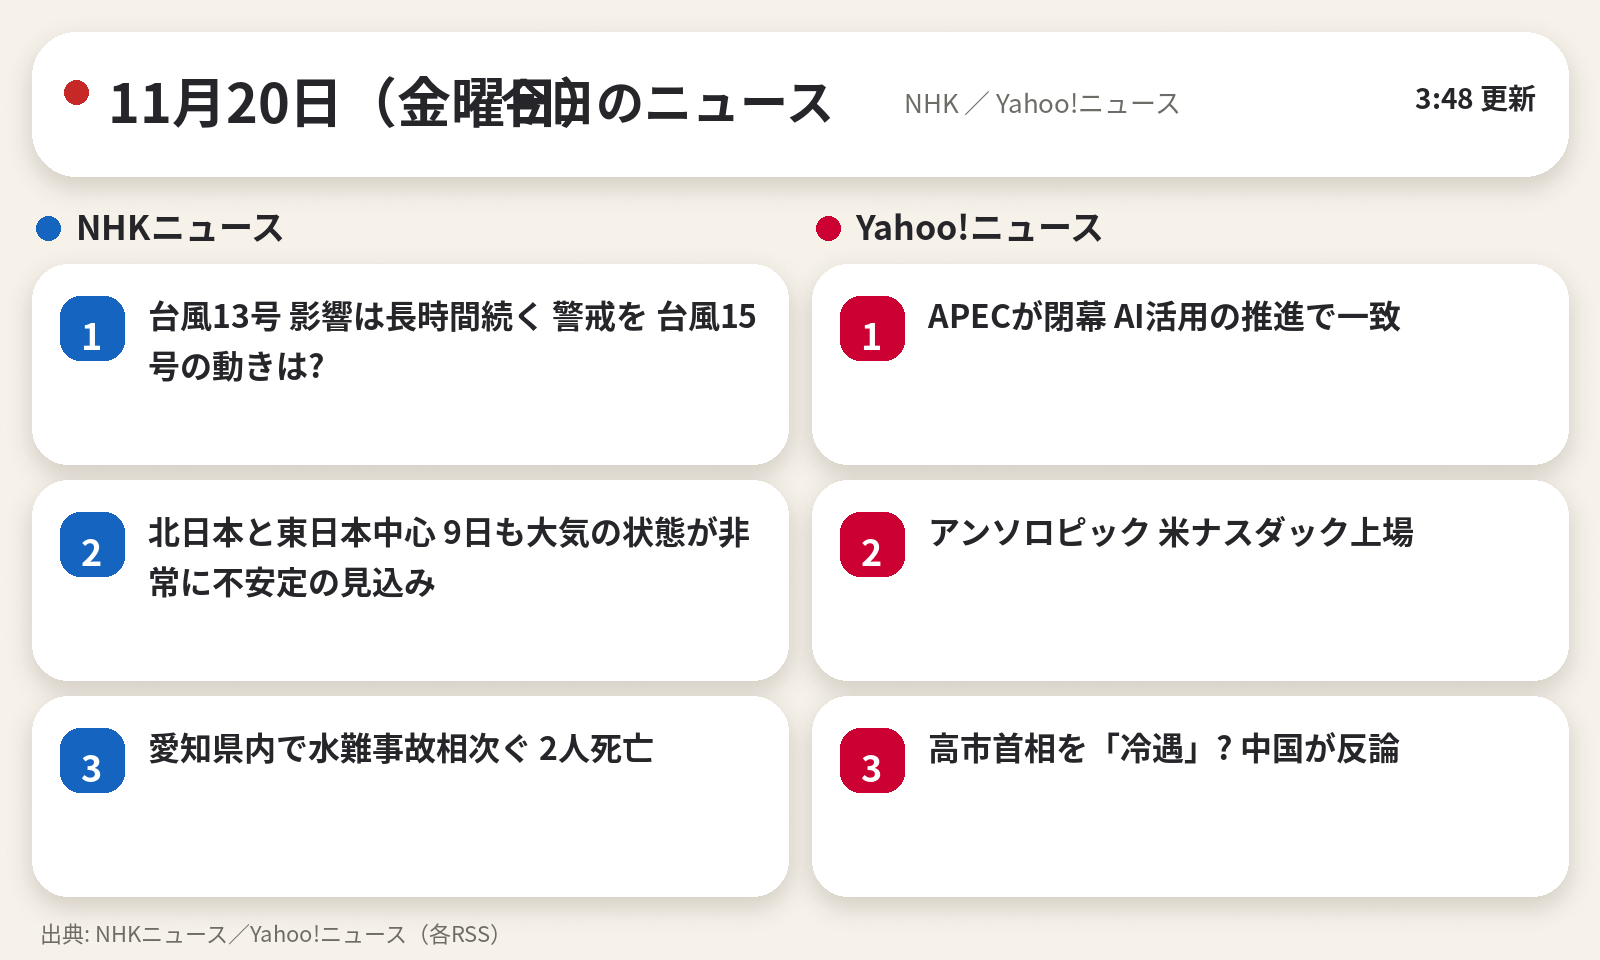 11月20日（金曜日）今日のニュース NHK ／ Yahoo!ニュース 3:48 更新
NHKニュース
1 台風13号 影響は長時間続く 警戒を 台風15
号の動きは?
2 北日本と東日本中心 9日も大気の状態が非
常に不安定の見込み
3 愛知県内で水難事故相次ぐ 2人死亡
Yahoo!ニュース
1 APECが閉幕 AI活用の推進で一致
2 アンソロピック 米ナスダック上場
3 高市首相を「冷遇」? 中国が反論
出典: NHKニュース／Yahoo!ニュース（各RSS）